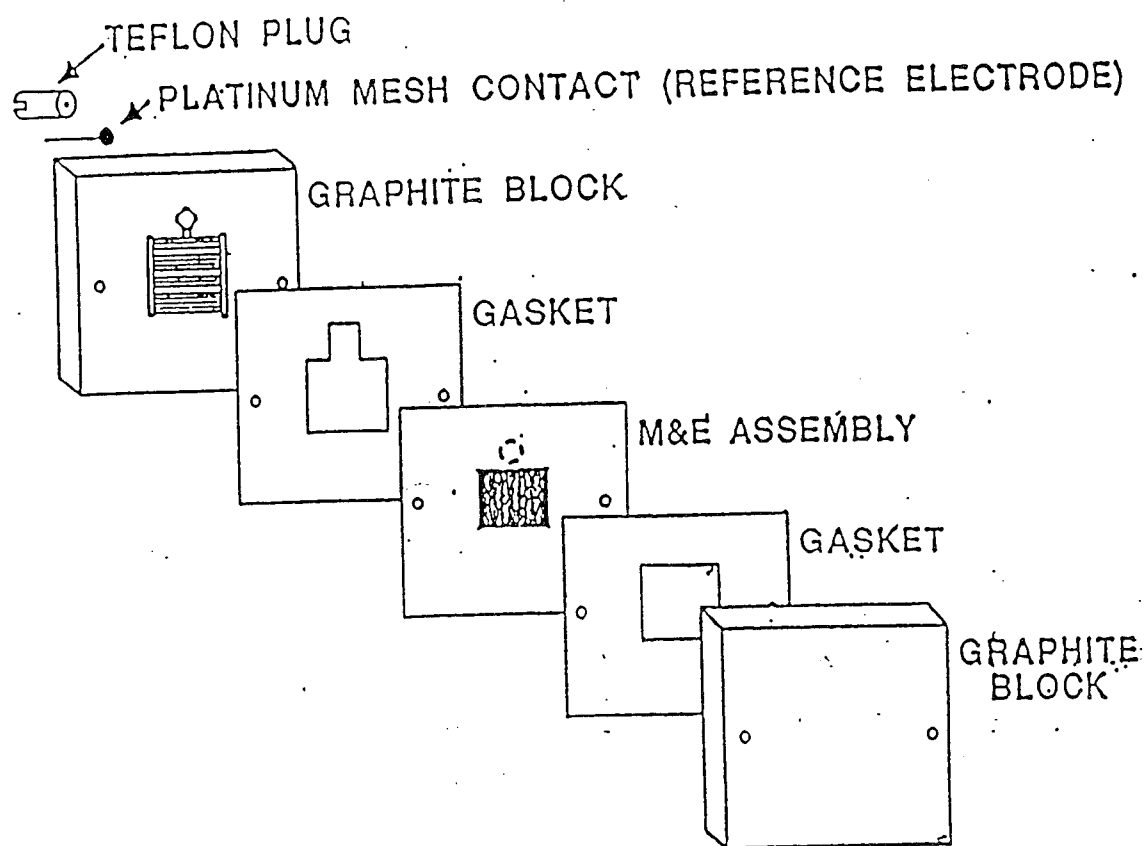 TEFLON PLUG
PLATINUM MESH CONTACT (REFERENCE ELECTRODE)
GRAPHITE BLOCK
GASKET
M&E ASSEMBLY
GASKET
GRAPHITE
BLOCK